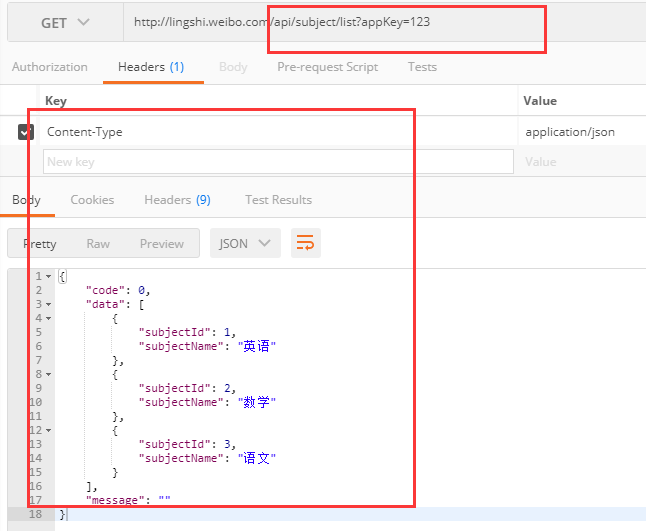 GET http://lingshi.weibo.com/api/subject/list?appKey=123
Authorization Headers (1) Body Pre-request Script Tests
Key Value
Content-Type application/json
New key Value
Body Cookies Headers (9) Test Results
Pretty Raw Preview JSON
1 {
2 "code": 0,
3 "data": [
4 {
5 "subjectId": 1,
6 "subjectName": "英语"
7 },
8 {
9 "subjectId": 2,
10 "subjectName": "数学"
11 },
12 {
13 "subjectId": 3,
14 "subjectName": "语文"
15 }
16 ],
17 "message": ""
18 }